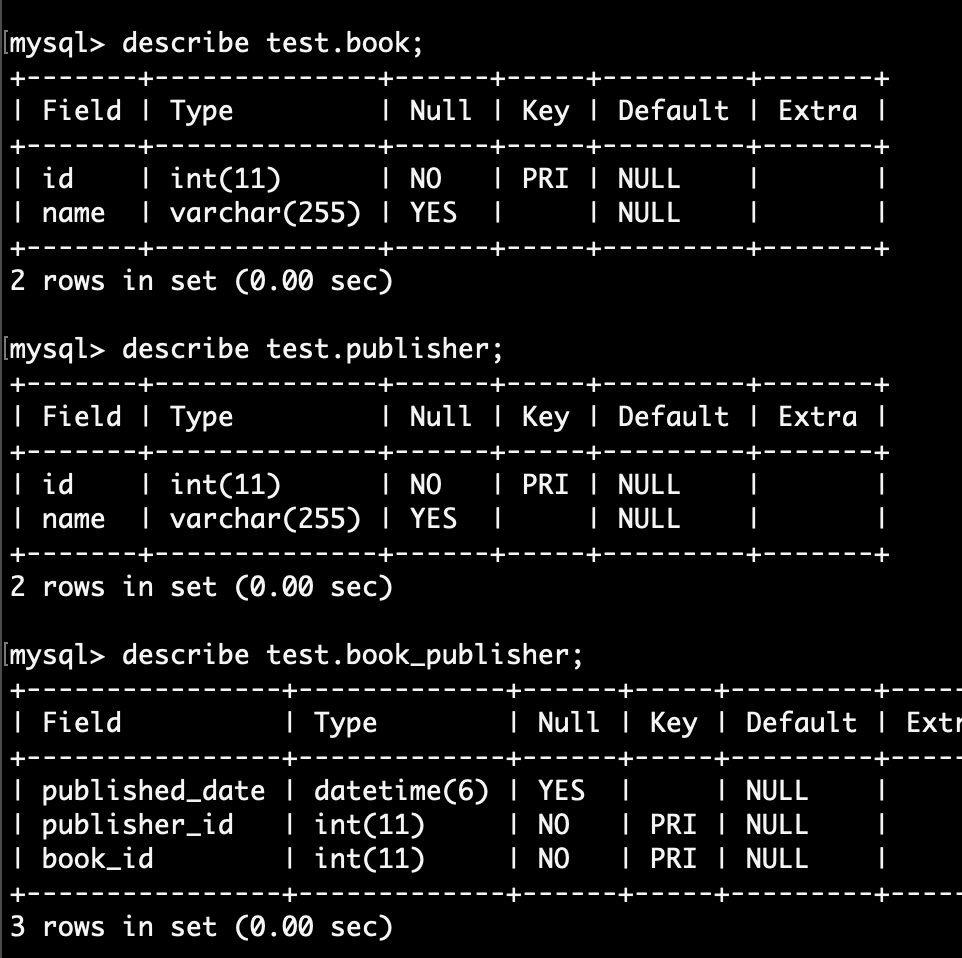 [mysql> describe test.book;
+-------+--------------+------+-----+---------+-------+
| Field | Type         | Null | Key | Default | Extra |
+-------+--------------+------+-----+---------+-------+
| id    | int(11)      | NO   | PRI | NULL    |       |
| name  | varchar(255) | YES  |     | NULL    |       |
+-------+--------------+------+-----+---------+-------+
2 rows in set (0.00 sec)
[mysql> describe test.publisher;
+-------+--------------+------+-----+---------+-------+
| Field | Type         | Null | Key | Default | Extra |
+-------+--------------+------+-----+---------+-------+
| id    | int(11)      | NO   | PRI | NULL    |       |
| name  | varchar(255) | YES  |     | NULL    |       |
+-------+--------------+------+-----+---------+-------+
2 rows in set (0.00 sec)
[mysql> describe test.book_publisher;
+----------------+-------------+------+-----+---------+-----
| Field          | Type        | Null | Key | Default | Extr
+----------------+-------------+------+-----+---------+-----
| published_date | datetime(6) | YES  |     | NULL    |
| publisher_id   | int(11)     | NO   | PRI | NULL    |
| book_id        | int(11)     | NO   | PRI | NULL    |
+----------------+-------------+------+-----+---------+-----
3 rows in set (0.00 sec)